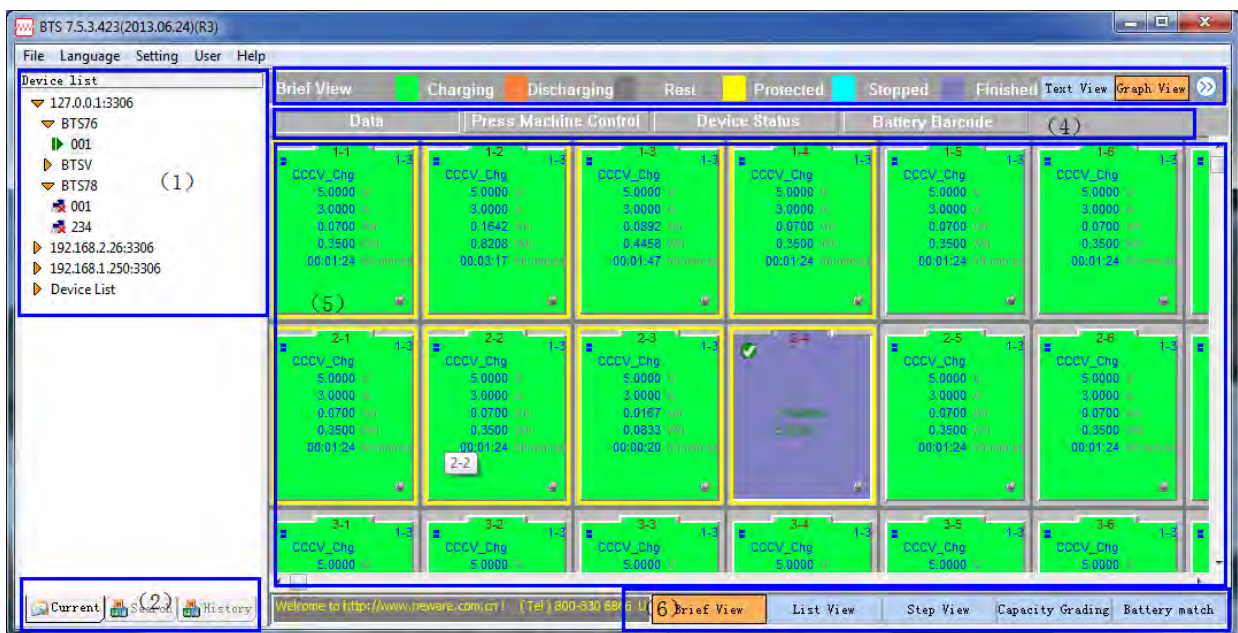 BTS 7.5.3.423(2013.06.24)(R3)
File Language Setting User Help
Device list
127.0.0.1:3306
BTS76
001
BTSV
BTS78
(1)
001
234
192.168.2.26:3306
192.168.1.250:3306
Device List
Brief View Charging Discharging Rest Protected Stopped Finished Text View Graph View
Data Press Machine Control Device Status Battery Barcode (4)
1-1 1-2 1-3 1-4 1-5 1-6
1-3 1-3 1-3 1-3 1-3 1-3
CCCV_Chg CCCV_Chg CCCV_Chg CCCV_Chg CCCV_Chg CCCV_Chg
5.0000 5.0000 5.0000 5.0000 5.0000 5.0000
3.0000 3.0000 3.0000 3.0000 3.0000 3.0000
0.0700 0.1642 0.0892 0.0700 0.0700 0.0700
0.3500 0.8208 0.4458 0.3500 0.3500 0.3500
00:01:24 00:03:17 00:01:47 00:01:24 00:01:24 00:01:24
(5)
2-1 2-2 2-3 2-4 2-5 2-6
1-3 1-3 1-3 1-3 1-3
CCCV_Chg CCCV_Chg CCCV_Chg CCCV_Chg CCCV_Chg
5.0000 5.0000 5.0000 5.0000 5.0000
3.0000 3.0000 3.0000 3.0000 3.0000
0.0700 0.0700 0.0167 0.0700 0.0700
0.3500 0.3500 0.0833 0.3500 0.3500
00:01:24 00:01:24 00:00:20 00:01:24 00:01:24
2-2
3-1 3-2 3-3 3-4 3-5 3-6
1-3 1-3 1-3 1-3 1-3 1-3
CCCV_Chg CCCV_Chg CCCV_Chg CCCV_Chg CCCV_Chg CCCV_Chg
5.0000 5.0000 5.0000 5.0000 5.0000 5.0000
Current Search (2) History
Welcome to http://www.neware.com.cn! (Tel) 800-830 8866 (6) Brief View List View Step View Capacity Grading Battery match